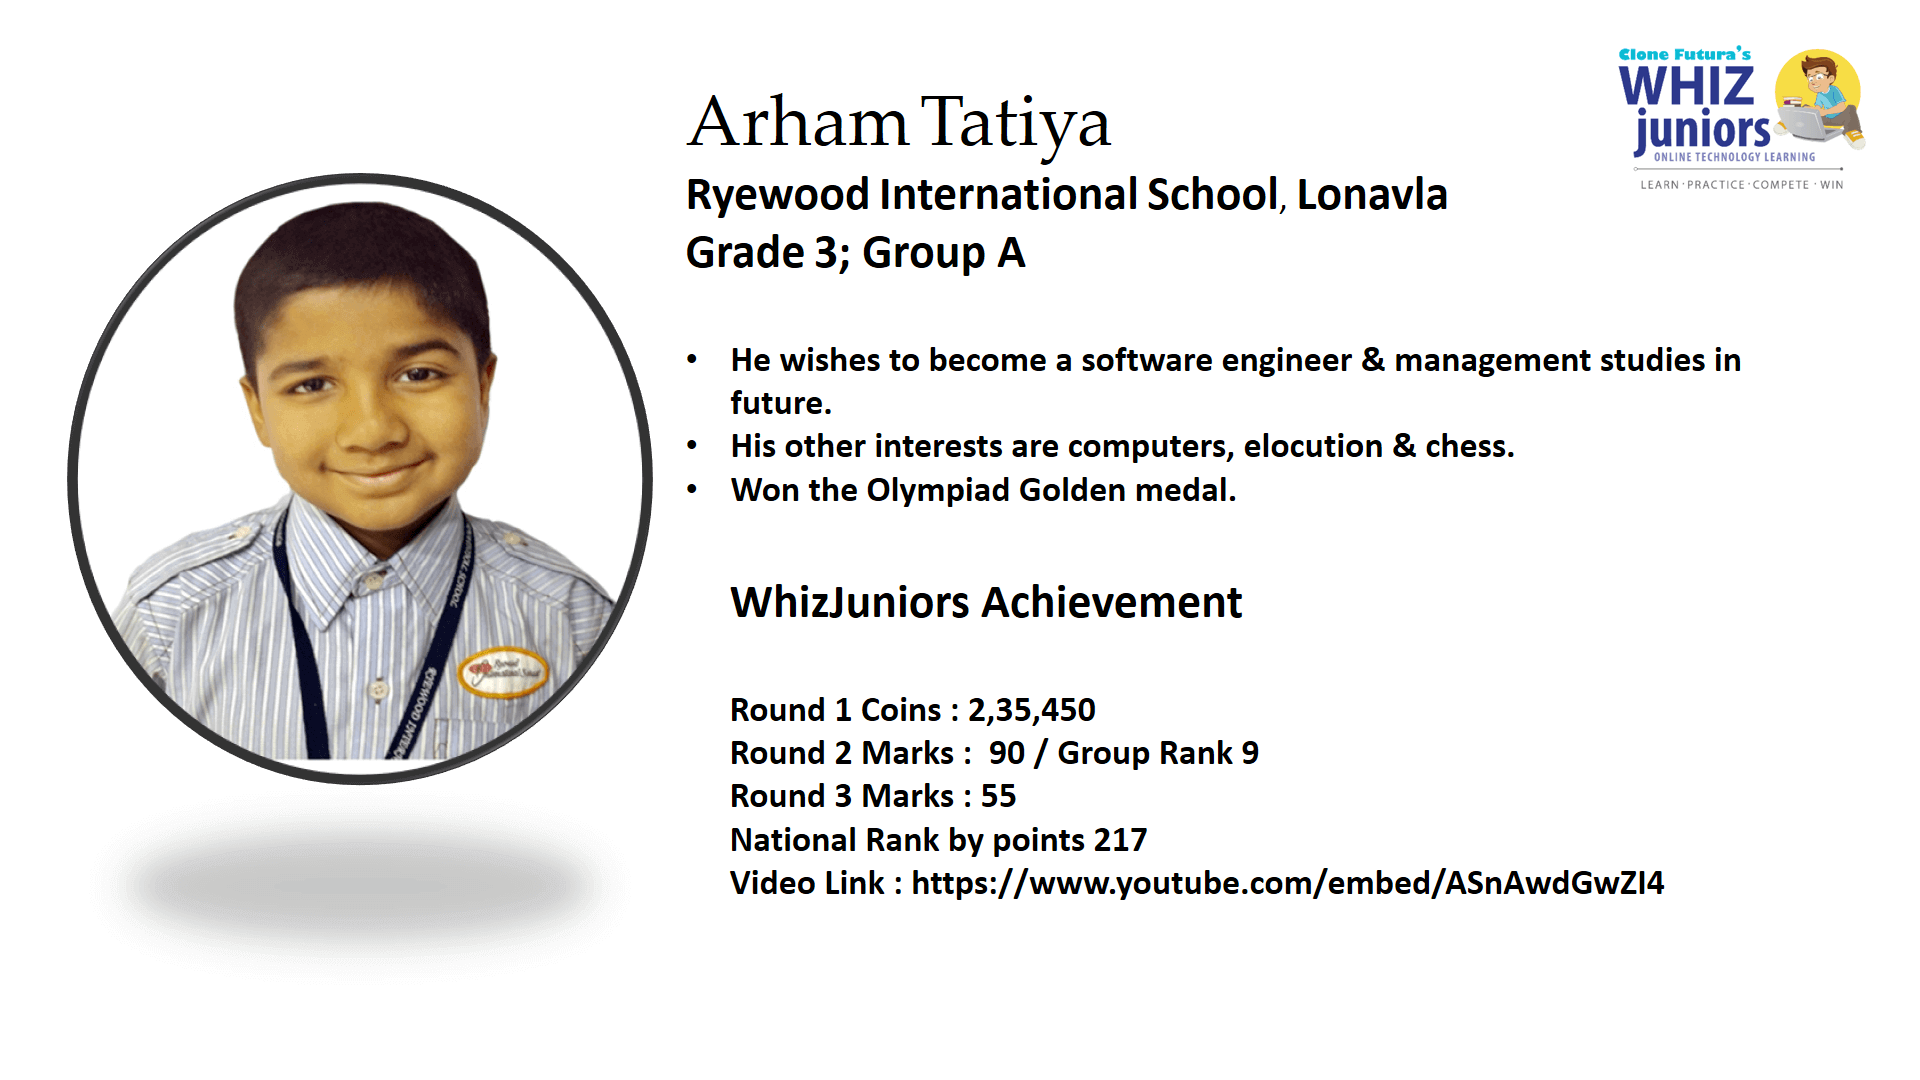 Clone Futura's
WHIZ
juniors
ONLINE TECHNOLOGY LEARNING
LEARN · PRACTICE · COMPETE · WIN
Arham Tatiya
Ryewood International School, Lonavla
Grade 3; Group A
• He wishes to become a software engineer & management studies in
future.
• His other interests are computers, elocution & chess.
• Won the Olympiad Golden medal.
WhizJuniors Achievement
Round 1 Coins : 2,35,450
Round 2 Marks :  90 / Group Rank 9
Round 3 Marks : 55
National Rank by points 217
Video Link : https://www.youtube.com/embed/ASnAwdGwZI4
RYEWOOD